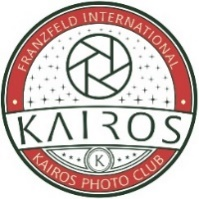 FRANZFELD INTERNATIONAL
KAIROS
K
KAIROS PHOTO CLUB